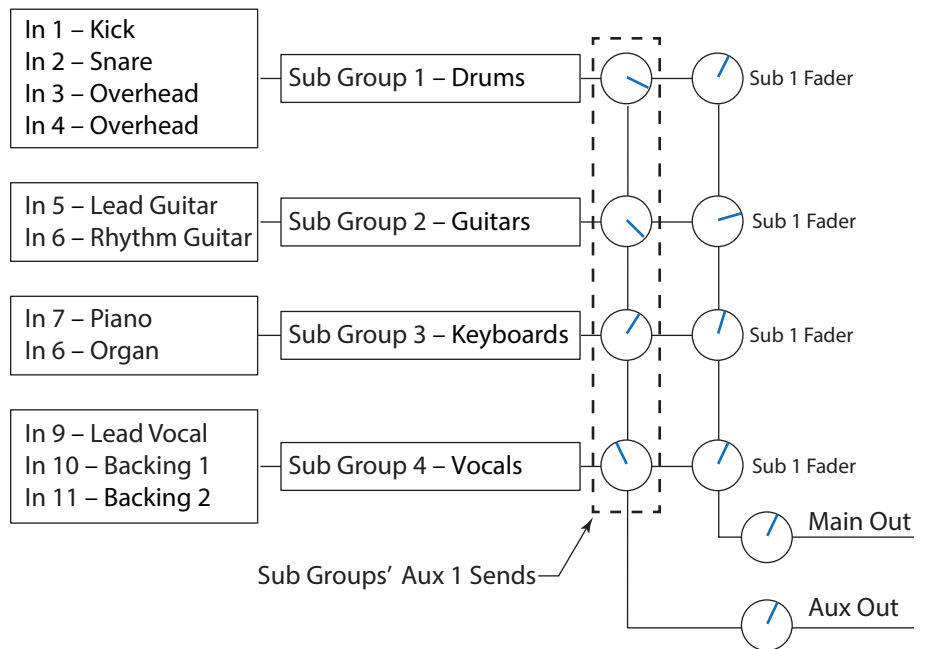 In 1 – Kick
In 2 – Snare
In 3 – Overhead
In 4 – Overhead
Sub Group 1 – Drums
Sub 1 Fader
In 5 – Lead Guitar
In 6 – Rhythm Guitar
Sub Group 2 – Guitars
Sub 1 Fader
In 7 – Piano
In 6 – Organ
Sub Group 3 – Keyboards
Sub 1 Fader
In 9 – Lead Vocal
In 10 – Backing 1
In 11 – Backing 2
Sub Group 4 – Vocals
Sub 1 Fader
Main Out
Sub Groups’ Aux 1 Sends
Aux Out